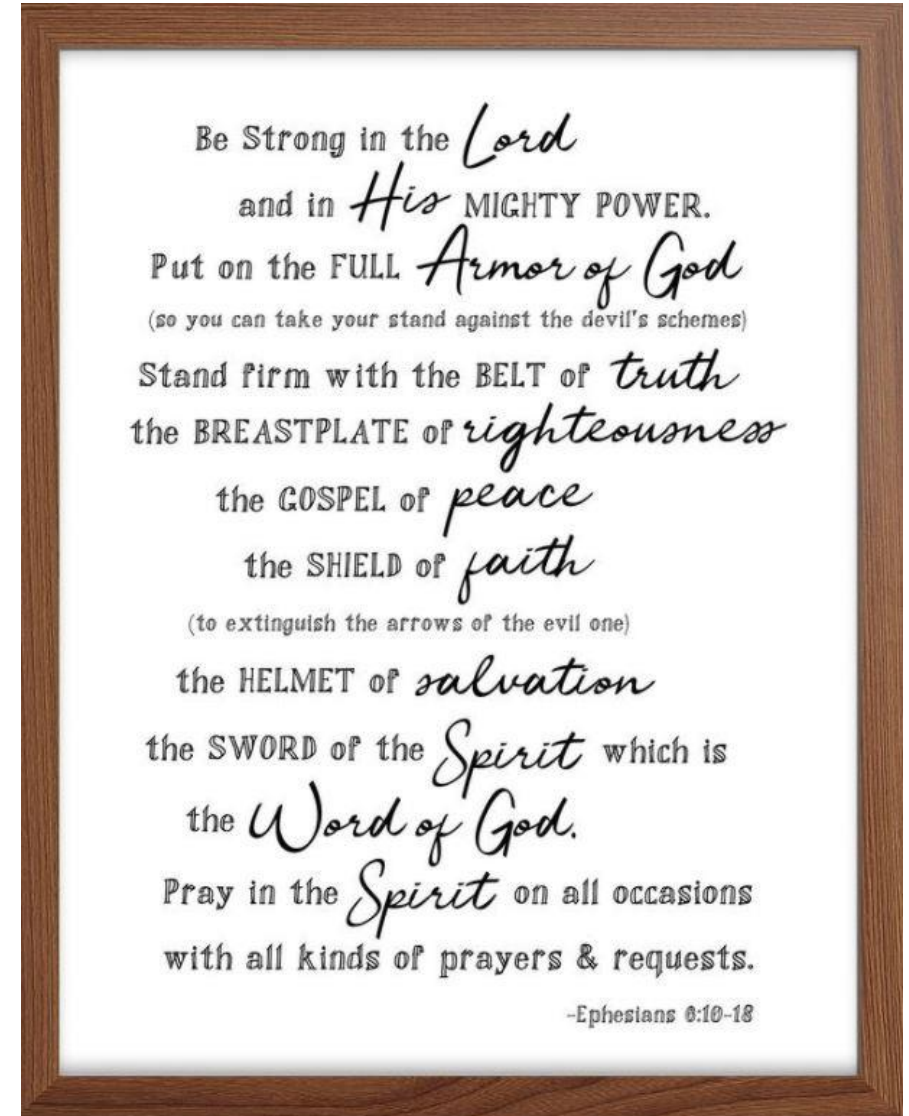 Be Strong in the Lord
and in His MIGHTY POWER.
Put on the FULL Armor of God
(so you can take your stand against the devil's schemes)
Stand firm with the BELT of truth
the BREASTPLATE of righteousness
the GOSPEL of peace
the SHIELD of faith
(to extinguish the arrows of the evil one)
the HELMET of salvation
the SWORD of the Spirit which is
the Word of God.
Pray in the Spirit on all occasions
with all kinds of prayers & requests.
-Ephesians 6:10-18